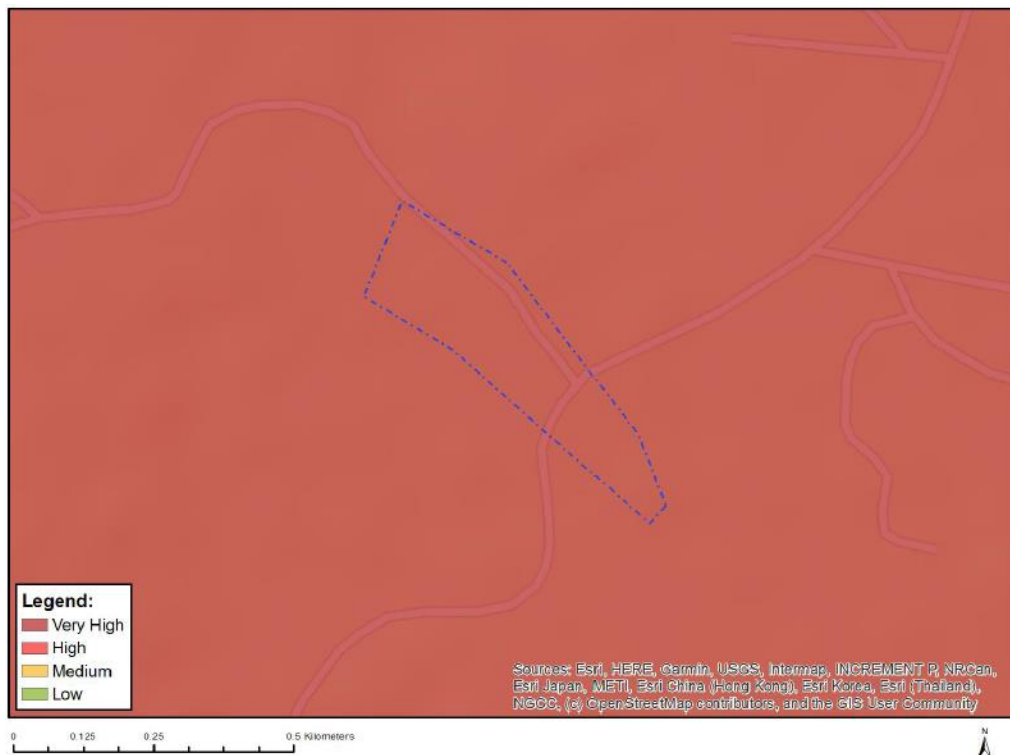 Legend:
Very High
High
Medium
Low
Sources: Esri, HERE, Garmin, USGS, Intermap, INCREMENT P, NRCan,
Esri Japan, METI, Esri China (Hong Kong), Esri Korea, Esri (Thailand),
NGCC, (c) OpenStreetMap contributors, and the GIS User Community
0 0.125 0.25 0.5 Kilometers
N